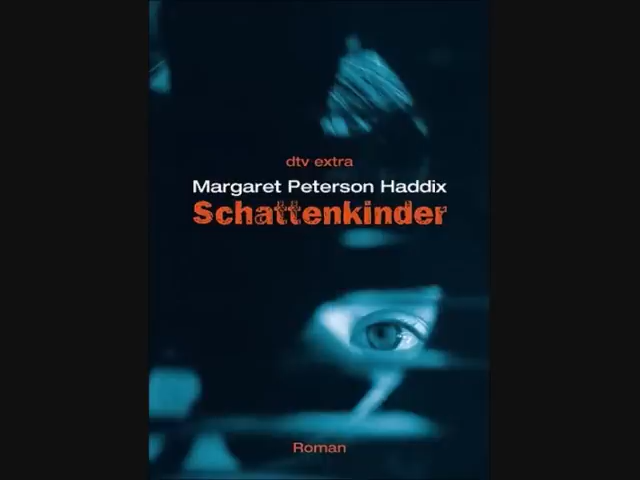 dtv extra
Margaret Peterson Haddix
Schattenkinder
Roman